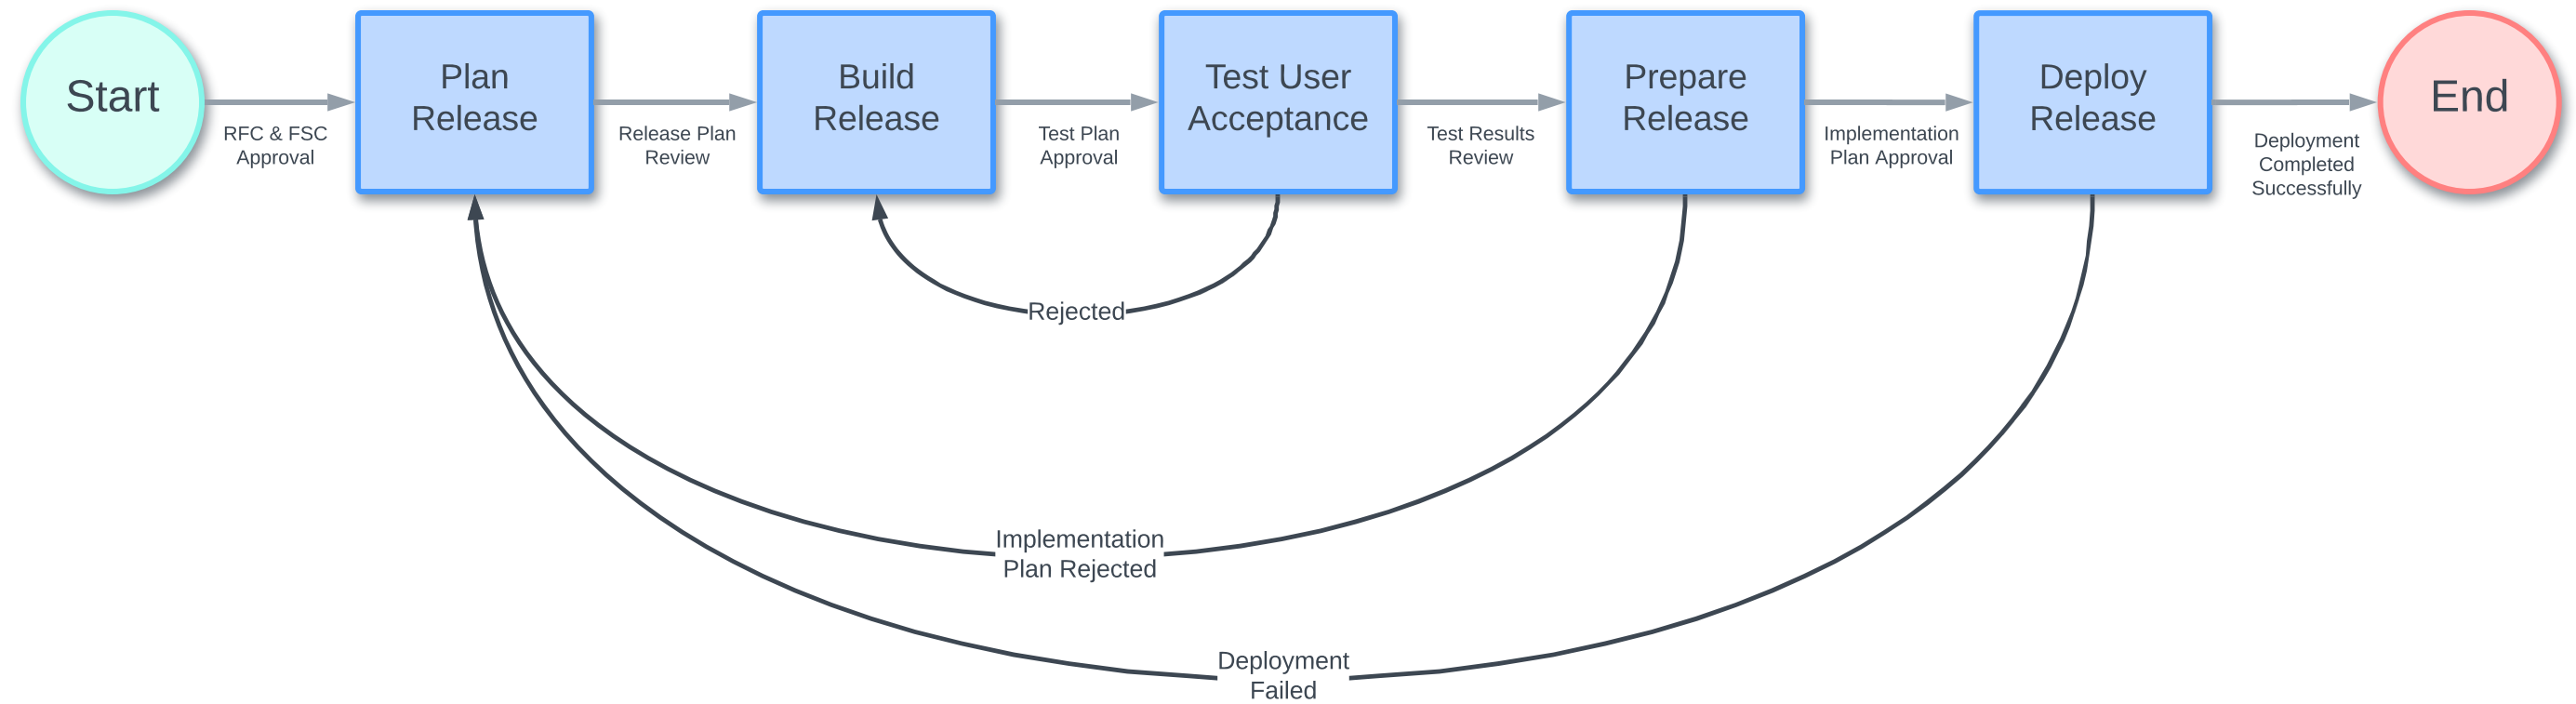 Start
RFC & FSC
Approval
Plan
Release
Release Plan
Review
Build
Release
Test Plan
Approval
Test User
Acceptance
Test Results
Review
Prepare
Release
Implementation
Plan Approval
Deploy
Release
Deployment
Completed
Successfully
End
Rejected
Implementation
Plan Rejected
Deployment
Failed